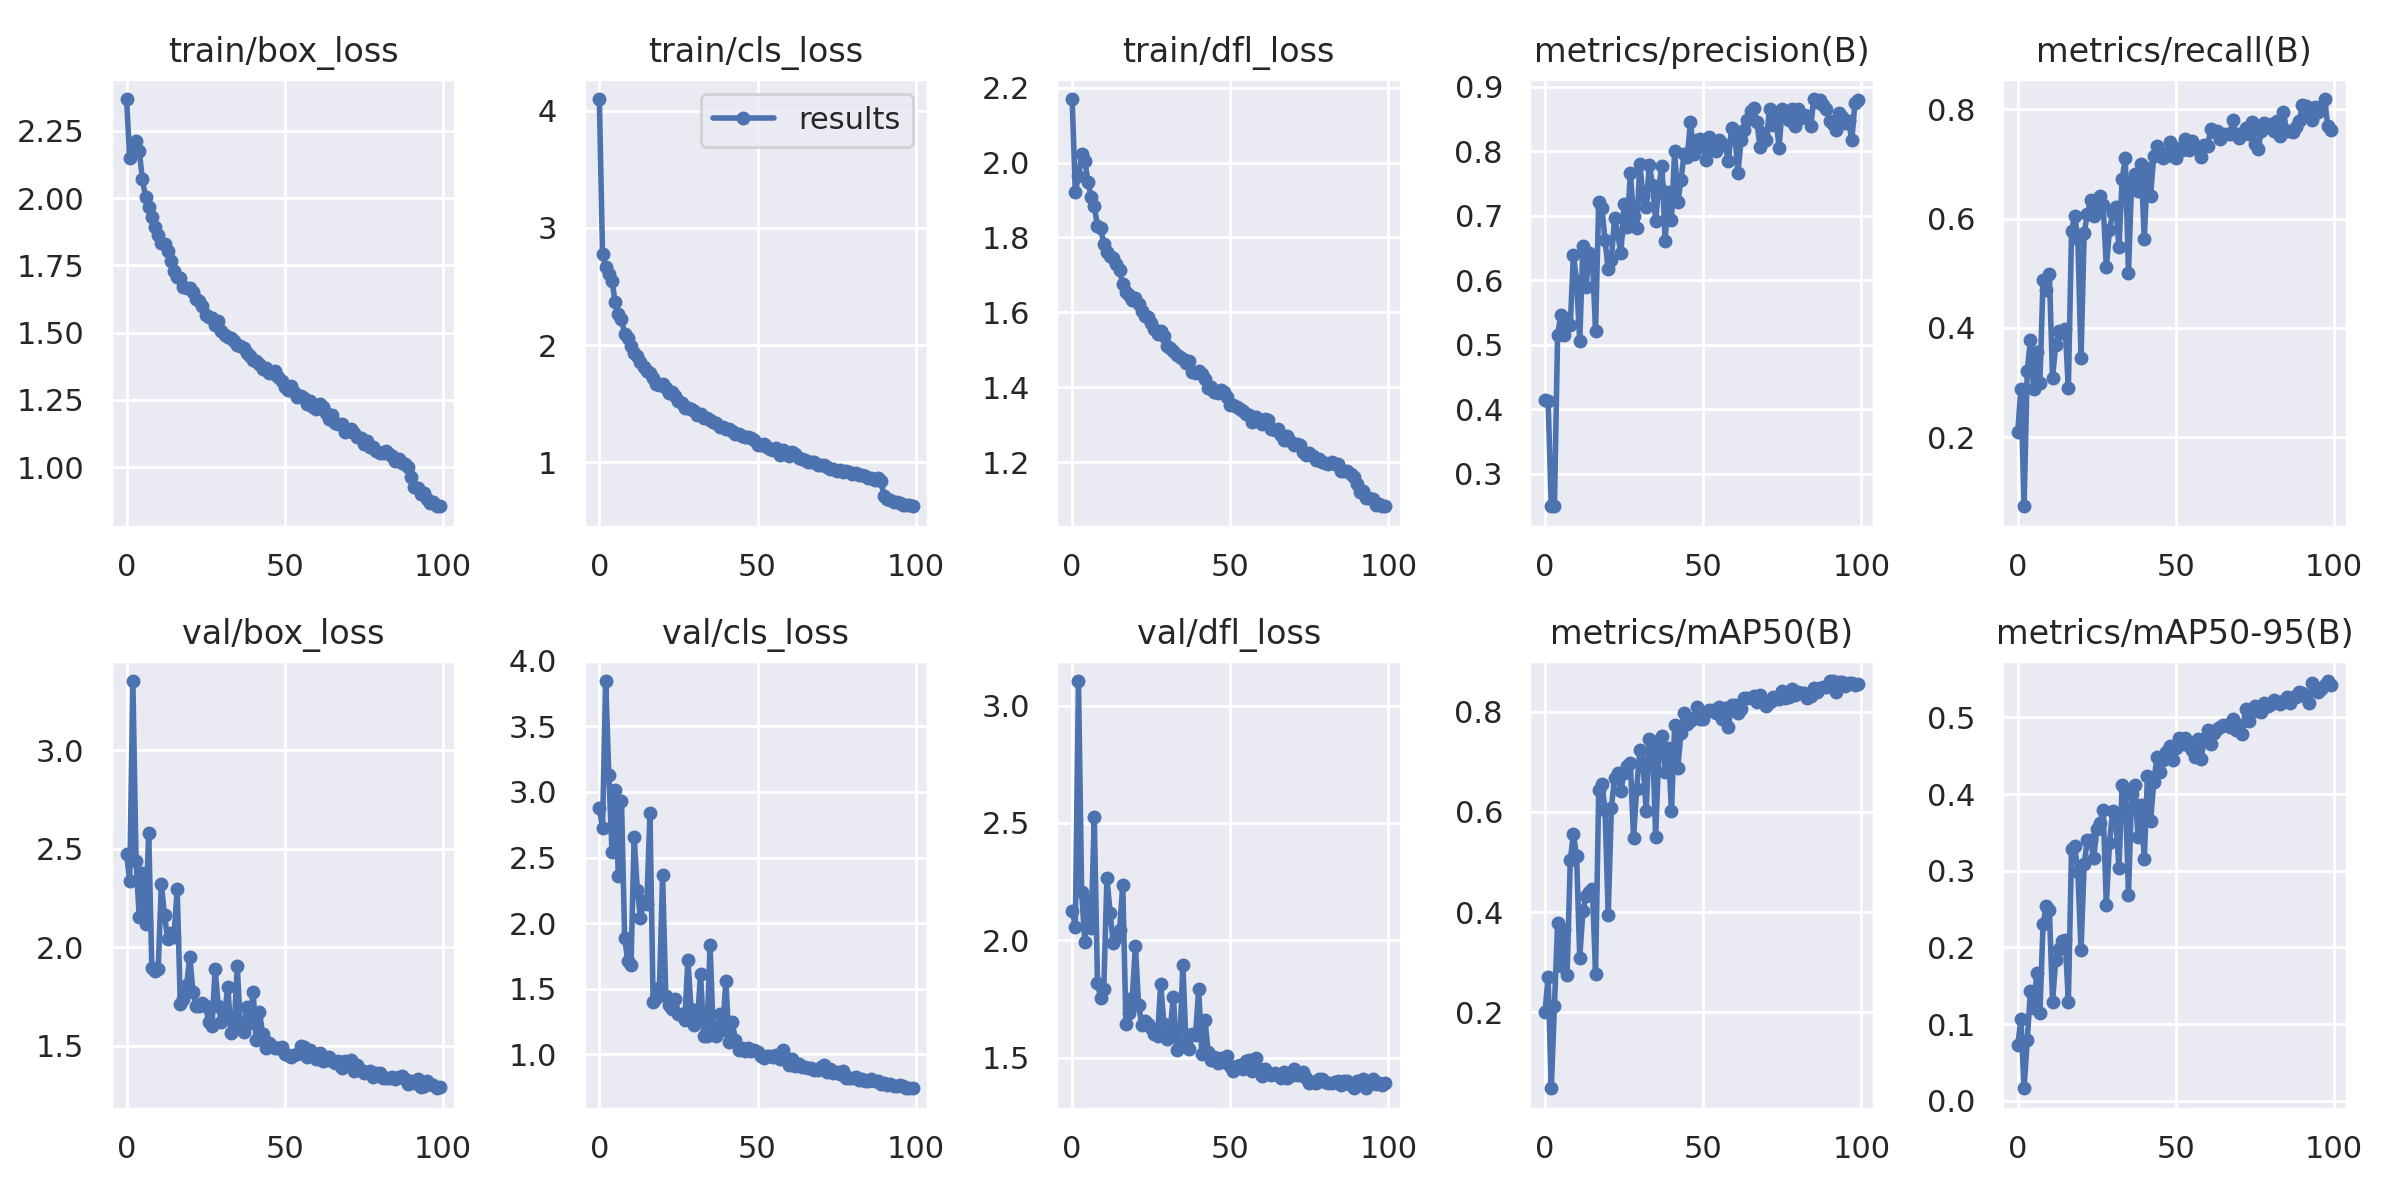 train/box_loss
2.25
2.00
1.75
1.50
1.25
1.00
0 50 100
train/cls_loss
results
4
3
2
1
0 50 100
train/dfl_loss
2.2
2.0
1.8
1.6
1.4
1.2
0 50 100
metrics/precision(B)
0.9
0.8
0.7
0.6
0.5
0.4
0.3
0 50 100
metrics/recall(B)
0.8
0.6
0.4
0.2
0 50 100
val/box_loss
3.0
2.5
2.0
1.5
0 50 100
val/cls_loss
4.0
3.5
3.0
2.5
2.0
1.5
1.0
0 50 100
val/dfl_loss
3.0
2.5
2.0
1.5
0 50 100
metrics/mAP50(B)
0.8
0.6
0.4
0.2
0 50 100
metrics/mAP50-95(B)
0.5
0.4
0.3
0.2
0.1
0.0
0 50 100